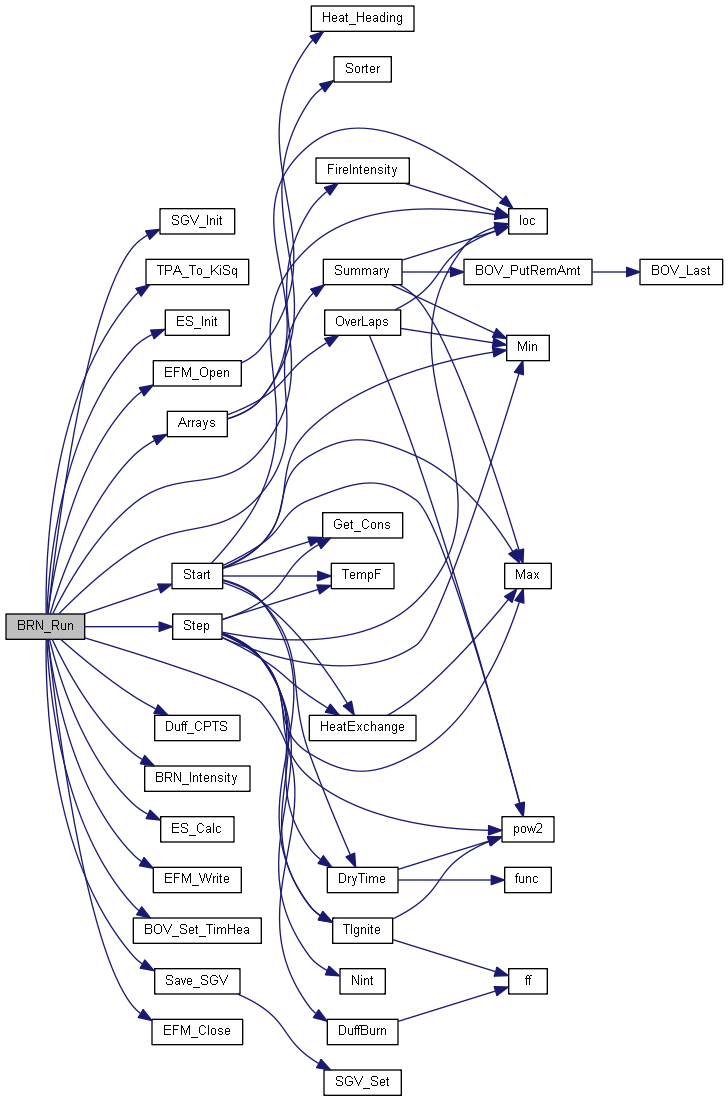 Heat_Heading
Sorter
FireIntensity
SGV_Init
loc
TPA_To_KiSq
Summary
BOV_PutRemAmt
BOV_Last
ES_Init
OverLaps
Min
EFM_Open
Arrays
Get_Cons
Start
TempF
Max
BRN_Run
Step
Duff_CPTS
HeatExchange
BRN_Intensity
ES_Calc
pow2
EFM_Write
DryTime
func
BOV_Set_TimHea
TIgnite
Save_SGV
Nint
ff
EFM_Close
DuffBurn
SGV_Set